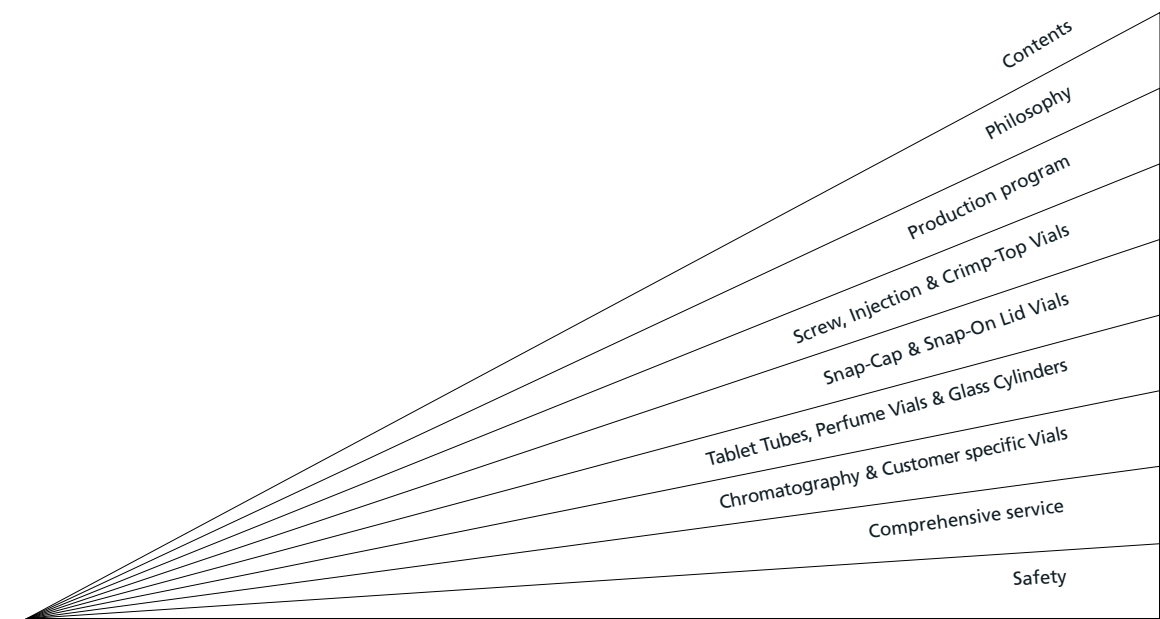 Contents
Philosophy
Production program
Screw, Injection & Crimp-Top Vials
Snap-Cap & Snap-On Lid Vials
Tablet Tubes, Perfume Vials & Glass Cylinders
Chromatography & Customer specific Vials
Comprehensive service
Safety